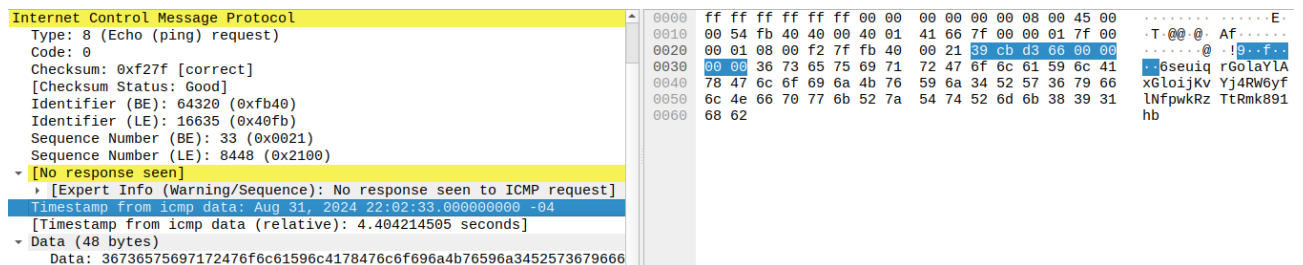 Internet Control Message Protocol
Type: 8 (Echo (ping) request)
Code: 0
Checksum: 0xf27f [correct]
[Checksum Status: Good]
Identifier (BE): 64320 (0xfb40)
Identifier (LE): 16635 (0x40fb)
Sequence Number (BE): 33 (0x0021)
Sequence Number (LE): 8448 (0x2100)
[No response seen]
[Expert Info (Warning/Sequence): No response seen to ICMP request]
Timestamp from icmp data: Aug 31, 2024 22:02:33.000000000 -04
[Timestamp from icmp data (relative): 4.404214505 seconds]
Data (48 bytes)
Data: 36736575697172476f6c61596c4178476c6f696a4b76596a3452573679666
0000 ff ff ff ff ff ff 00 00 00 00 00 00 08 00 45 00 ········ ······E·
0010 00 54 fb 40 40 00 40 01 41 66 7f 00 00 01 7f 00 ·T·@@·@· Af······
0020 00 01 08 00 f2 7f fb 40 00 21 39 cb d3 66 00 00 ·······@ ·!9··f··
0030 00 00 36 73 65 75 69 71 72 47 6f 6c 61 59 6c 41 ··6seuiq rGolaYlA
0040 78 47 6c 6f 69 6a 4b 76 59 6a 34 52 57 36 79 66 xGloijKv Yj4RW6yf
0050 6c 4e 66 70 77 6b 52 7a 54 74 52 6d 6b 38 39 31 lNfpwkRz TtRmk891
0060 68 62 hb